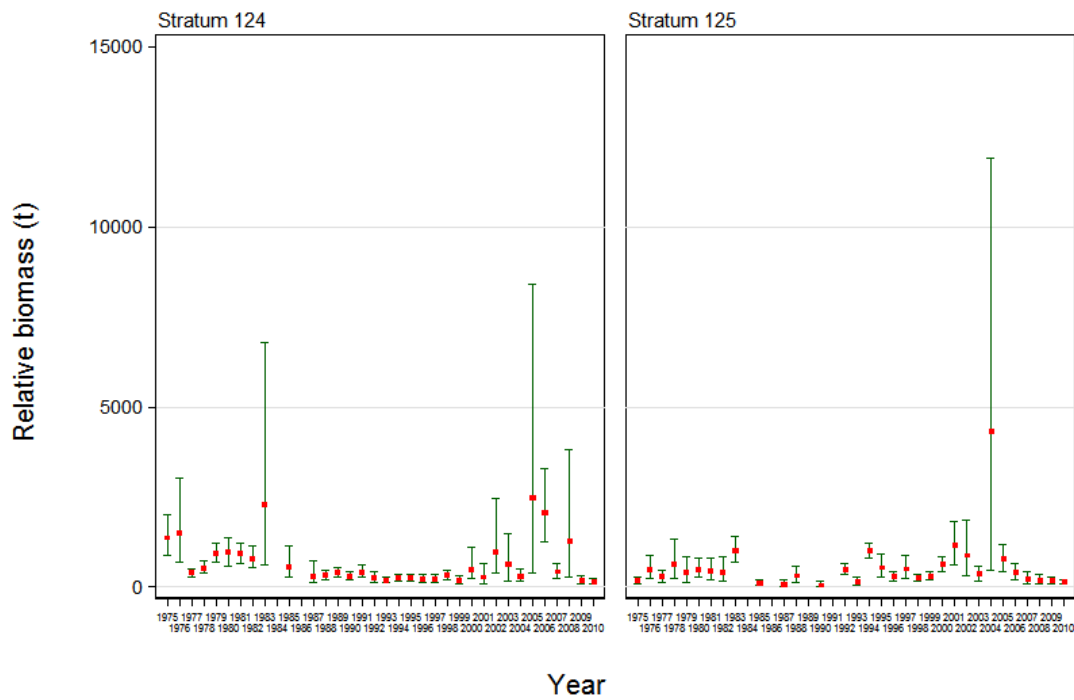 Stratum 124
Stratum 125
Relative biomass (t)
15000
10000
5000
0
1975 1977 1979 1981 1983 1985 1987 1989 1991 1993 1995 1997 1999 2001 2003 2005 2007 2009
1976 1978 1980 1982 1984 1986 1988 1990 1992 1994 1996 1998 2000 2002 2004 2006 2008 2010
1975 1977 1979 1981 1983 1985 1987 1989 1991 1993 1995 1997 1999 2001 2003 2005 2007 2009
1976 1978 1980 1982 1984 1986 1988 1990 1992 1994 1996 1998 2000 2002 2004 2006 2008 2010
Year